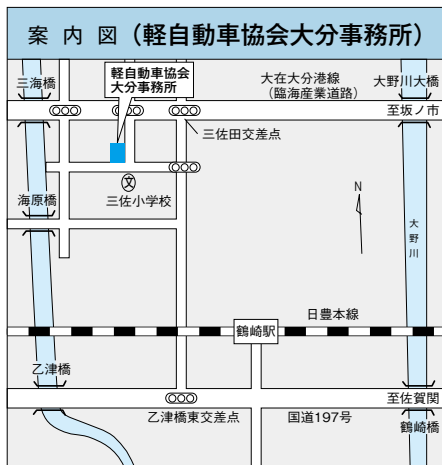 案内図(軽自動車協会大分事務所)
三海橋
軽自動車協会
大分事務所
大在大分港線
(臨海産業道路)
大野川大橋
至坂ノ市
三佐田交差点
文
三佐小学校
海原橋
N
大野川
日豊本線
鶴崎駅
乙津橋
至佐賀関
乙津橋東交差点
国道197号
鶴崎橋